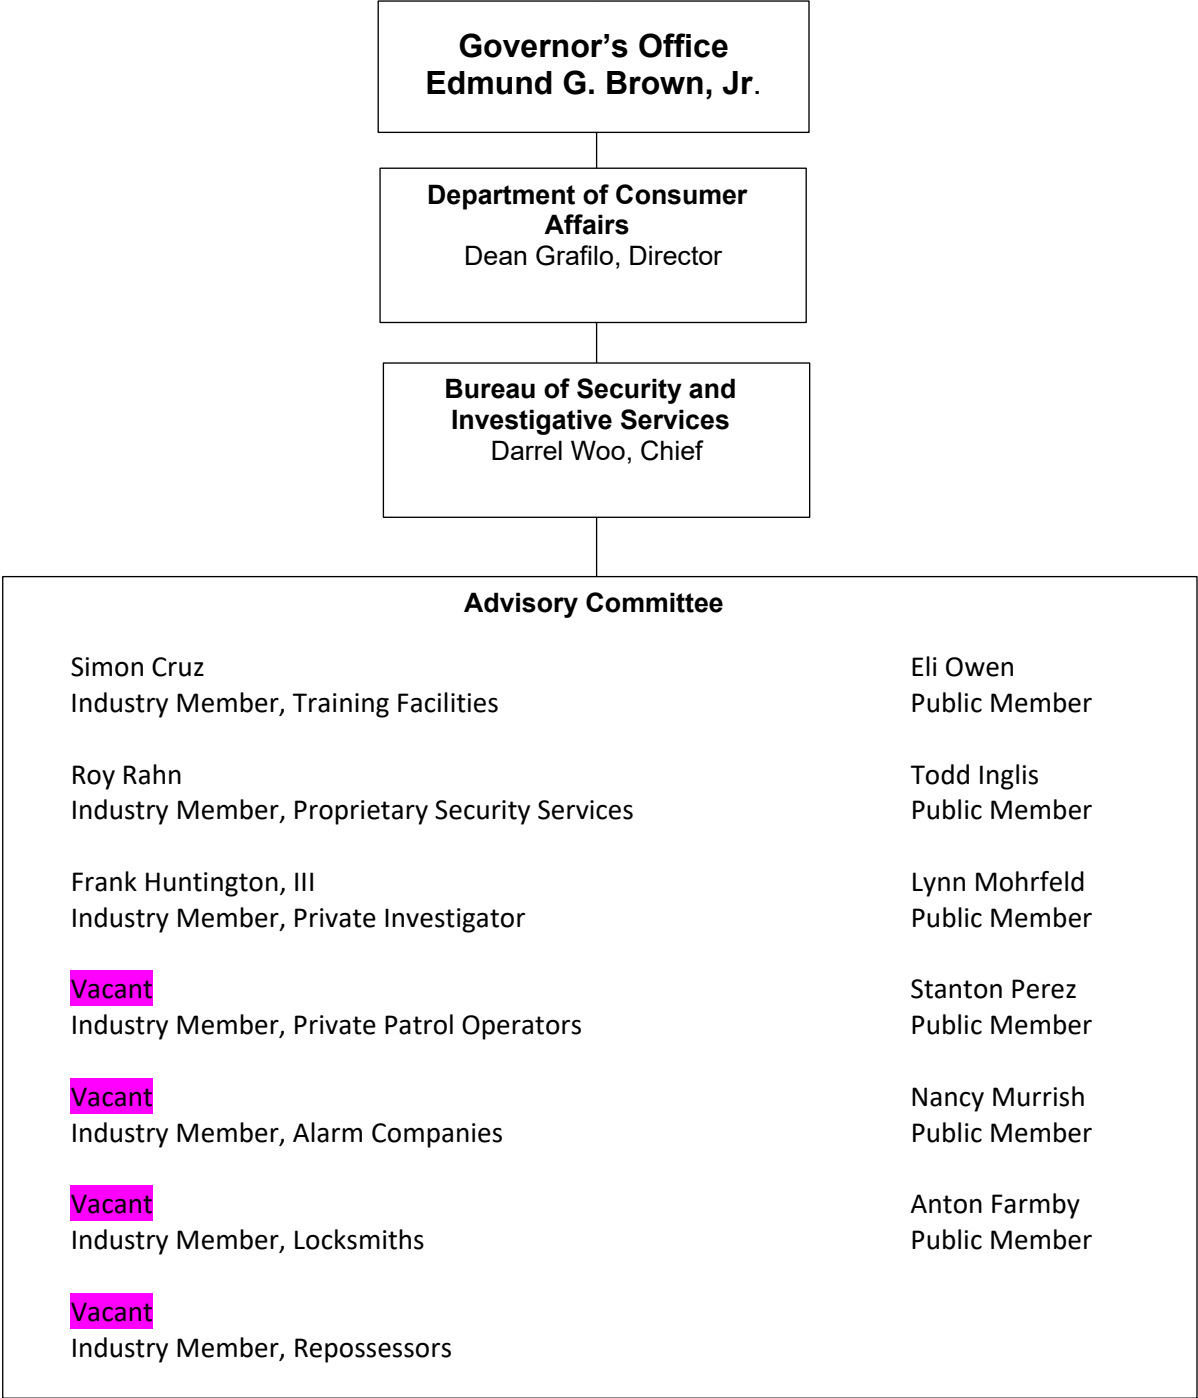 Governor’s Office
Edmund G. Brown, Jr.
Department of Consumer
Affairs
Dean Grafilo, Director
Bureau of Security and
Investigative Services
Darrel Woo, Chief
Advisory Committee
Simon Cruz
Industry Member, Training Facilities
Roy Rahn
Industry Member, Proprietary Security Services
Frank Huntington, III
Industry Member, Private Investigator
Vacant
Industry Member, Private Patrol Operators
Vacant
Industry Member, Alarm Companies
Vacant
Industry Member, Locksmiths
Vacant
Industry Member, Repossessors
Eli Owen
Public Member
Todd Inglis
Public Member
Lynn Mohrfeld
Public Member
Stanton Perez
Public Member
Nancy Murrish
Public Member
Anton Farmby
Public Member